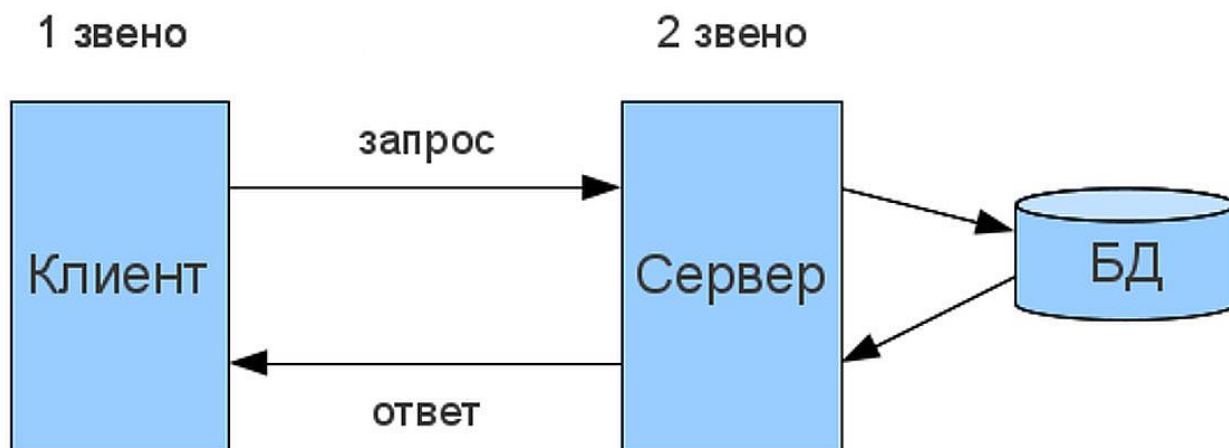 1 звено
2 звено
запрос
Клиент
Сервер
БД
ответ